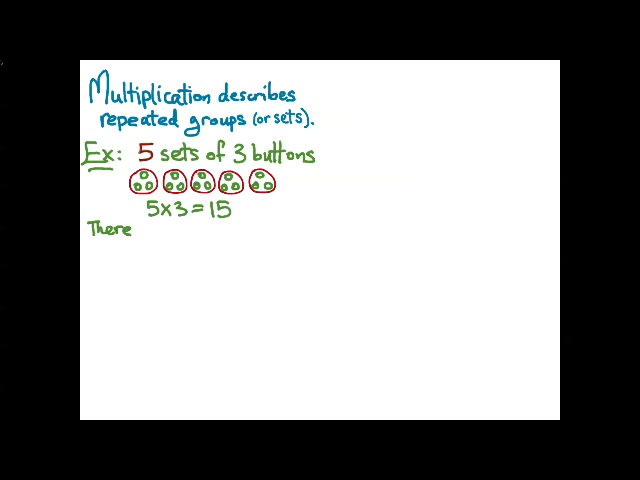 Multiplication describes
repeated groups (or sets).
Ex: 5 sets of 3 buttons
5x3=15
There